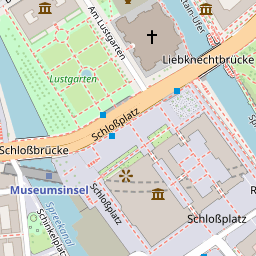 Am Lustgarten
Lustgarten
Liebknechtbrücke
Schloßplatz
Schloßbrücke
Museumsinsel
Schloßplatz
Schloßplatz
Schinkelplatz
Spreekanal